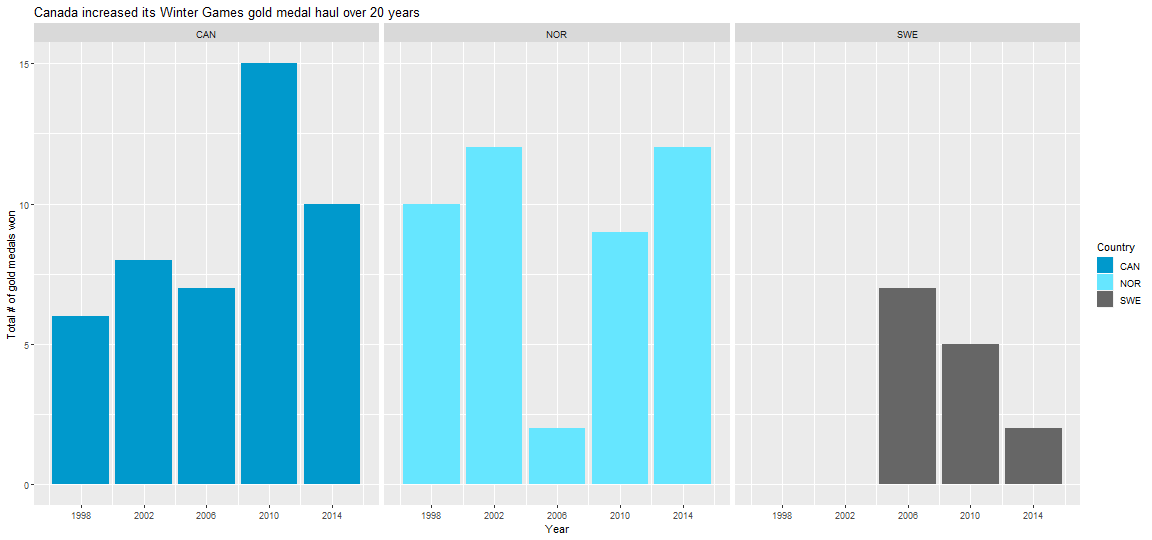 Canada increased its Winter Games gold medal haul over 20 years
CAN
NOR
SWE
15
10
5
0
Total # of gold medals won
1998 2002 2006 2010 2014
1998 2002 2006 2010 2014
1998 2002 2006 2010 2014
Year
Country
CAN
NOR
SWE